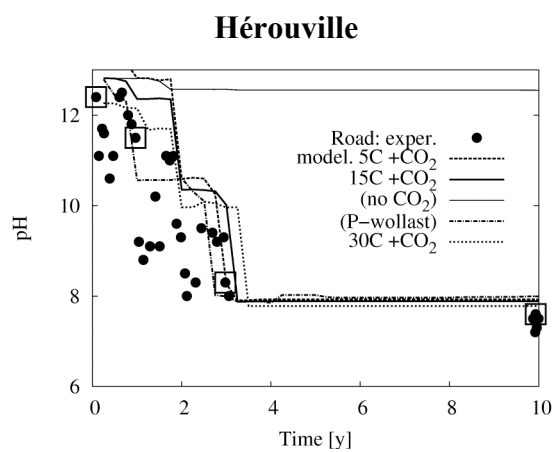 Hérouville
12
10
8
6
pH
Road: exper.
model. 5C +CO₂
15C +CO₂
(no CO₂)
(P−wollast)
30C +CO₂
0 2 4 6 8 10
Time [y]